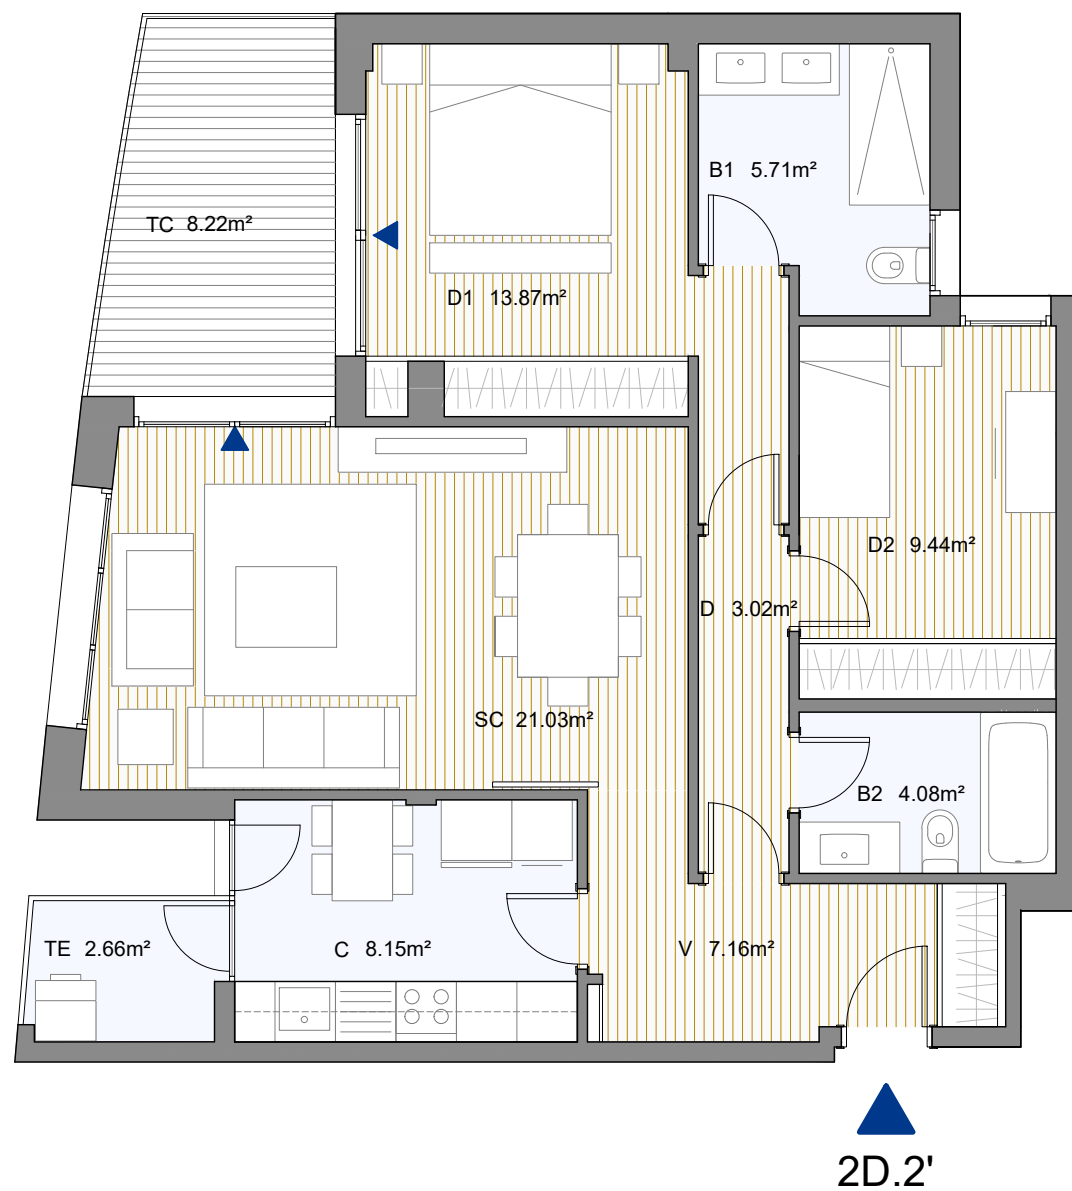 B1 5.71m²
TC 8.22m²
D1 13.87m²
D2 9.44m²
D 3.02m²
SC 21.03m²
B2 4.08m²
TE 2.66m²
C 8.15m²
V 7.16m²
2D.2'